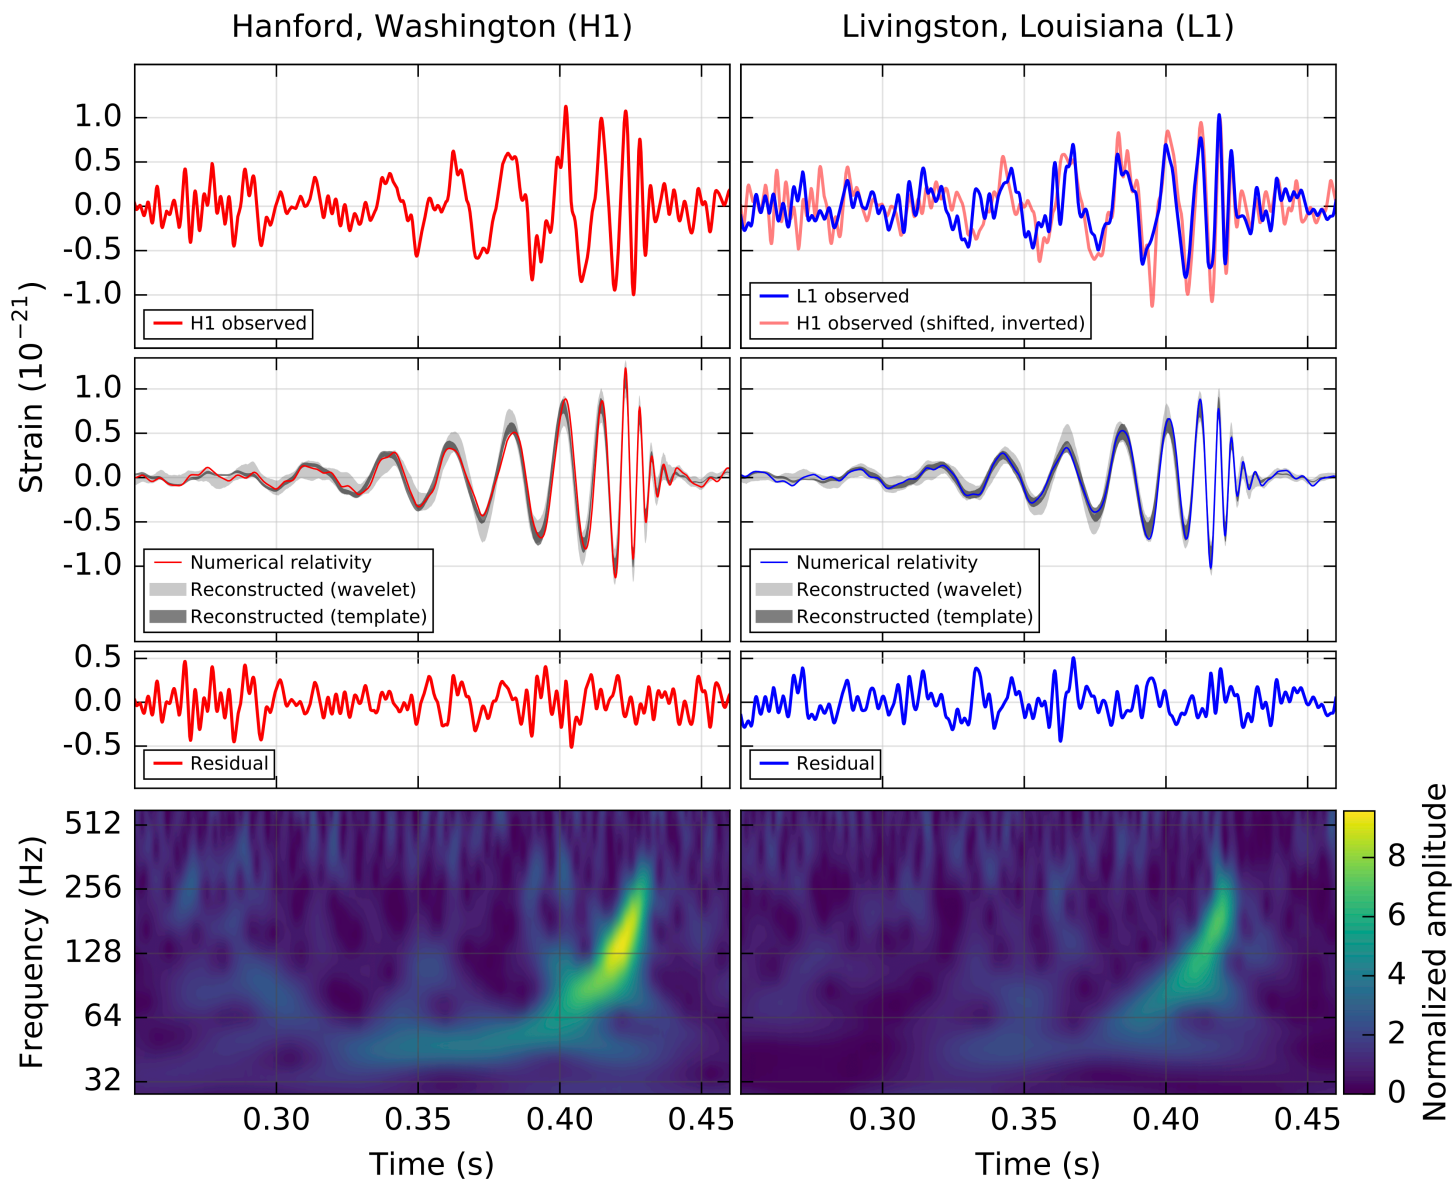 Hanford, Washington (H1)
Livingston, Louisiana (L1)
Strain (10⁻²¹)
1.0
0.5
0.0
-0.5
-1.0
H1 observed
L1 observed
H1 observed (shifted, inverted)
1.0
0.5
0.0
-0.5
-1.0
Numerical relativity
Reconstructed (wavelet)
Reconstructed (template)
Numerical relativity
Reconstructed (wavelet)
Reconstructed (template)
0.5
0.0
-0.5
Residual
Residual
Frequency (Hz)
512
256
128
64
32
0.30 0.35 0.40 0.45
Time (s)
0.30 0.35 0.40 0.45
Time (s)
8
6
4
2
0
Normalized amplitude